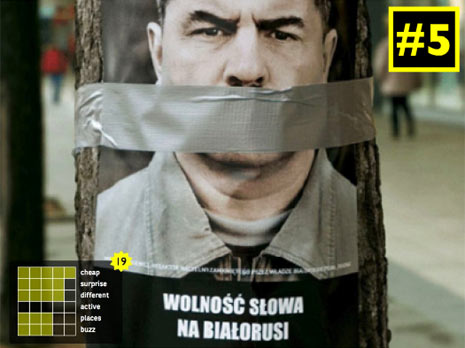 #5
WOLNOŚĆ SŁOWA
NA BIAŁORUSI
19
cheap
surprise
different
active
places
buzz